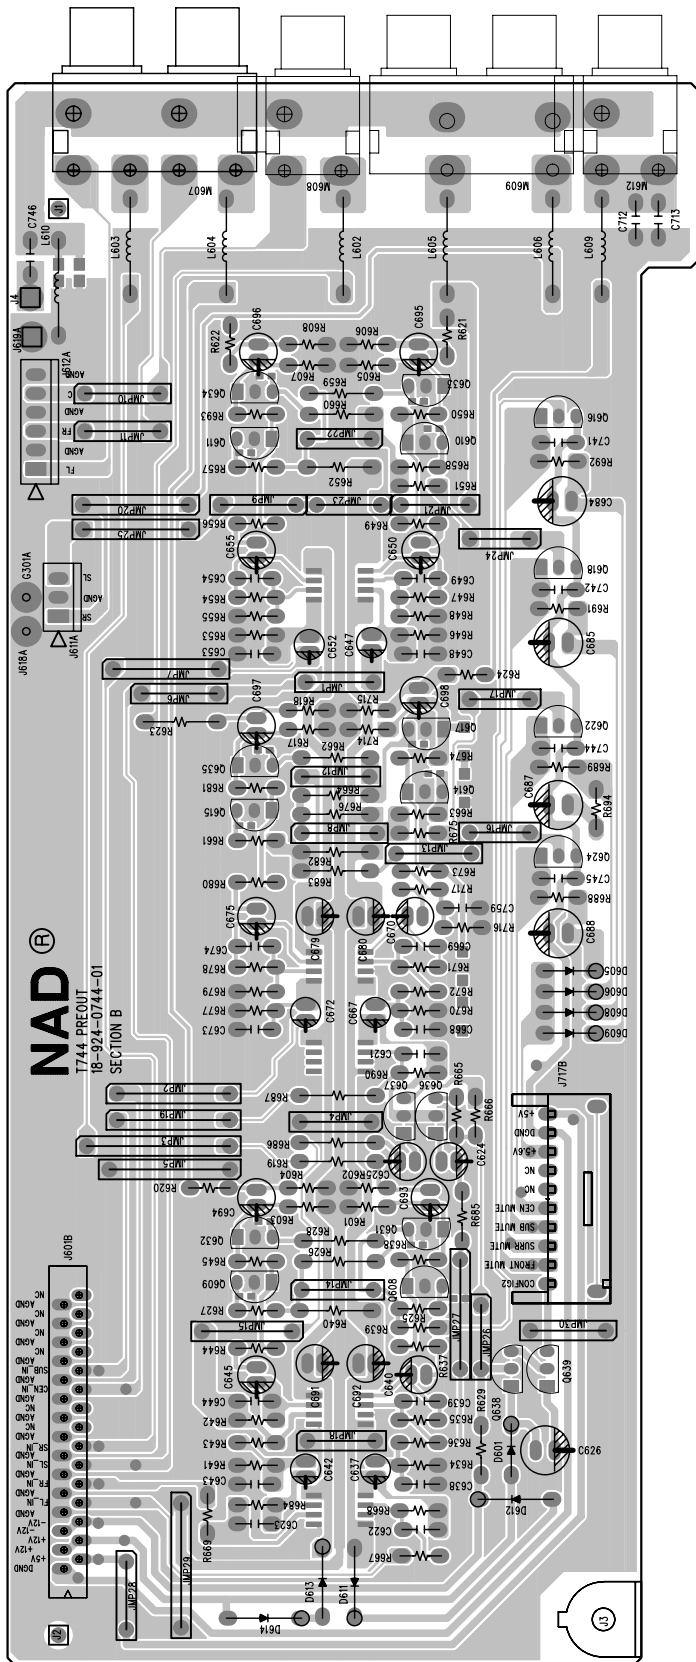 M607
M608
M609
M612
C746
L610
J1
L603
L604
L602
L605
L606
L609
C712
C713
J4
J619A
J612A
AGND
C
AGND
FR
AGND
FL
JMP10
JMP11
R622
C696
R608
R606
C695
R621
R607
R605
Q634
R659
Q633
R693
R660
R650
Q611
JMP22
Q610
Q616
C741
R692
R657
R652
R658
R651
C684
JMP20
JMP9
JMP23
JMP21
JMP25
R656
R649
JMP24
C655
C650
G301A
SL
AGND
SR
J611A
J618A
C654
C649
R654
R647
R655
R648
R653
R646
C653
C652
C647
C648
Q618
C742
R691
C685
JMP7
R624
JMP6
JMP1
C698
JMP17
C697
R618
R715
R623
R617
R714
Q617
Q622
R662
R674
C744
Q635
JMP12
R689
R681
R664
Q614
C687
R694
Q615
R676
R663
JMP8
R675
JMP16
R661
JMP13
R682
R673
Q624
R680
R683
R717
C745
R688
C675
C759
R716
C679
C680
C670
C688
C674
C669
R678
R671
D605
R679
R672
D606
C672
C667
R677
R670
D608
C673
C668
D609
NAD ®
T744 PREOUT
18-924-0744-01
SECTION B
C621
R690
J717B
Q637
Q636
R665
R666
JMP2
R687
JMP19
JMP4
JMP3
R686
JMP5
R619
C624
+5V
DGND
+5.6V
NC
NC
CEN MUTE
SUB MUTE
SURR MUTE
FRONT MUTE
CONFIG2
R620
R604
C625
R602
C693
R685
C694
R603
R601
Q632
R628
Q631
R645
R626
R638
Q609
JMP14
Q608
R627
R640
R625
JMP15
R639
JMP27
JMP26
JMP30
R644
R637
C645
C691
C692
C640
Q638
Q639
R629
C644
C639
R642
R635
R643
JMP18
R636
D601
C626
R641
C642
C637
R634
C643
C638
D612
R684
R668
R669
C623
C622
R667
J601B
NC
AGND
NC
AGND
NC
AGND
NC
AGND
SUB_IN
AGND
CEN_IN
AGND
NC
AGND
NC
AGND
SR_IN
AGND
SL_IN
AGND
FR_IN
AGND
FL_IN
AGND
-12V
-12V
+12V
+12V
+5V
DGND
JMP28
JMP29
D613
D611
D614
J2
J3